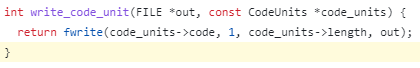 int write_code_unit(FILE *out, const CodeUnits *code_units) {
  return fwrite(code_units->code, 1, code_units->length, out);
}